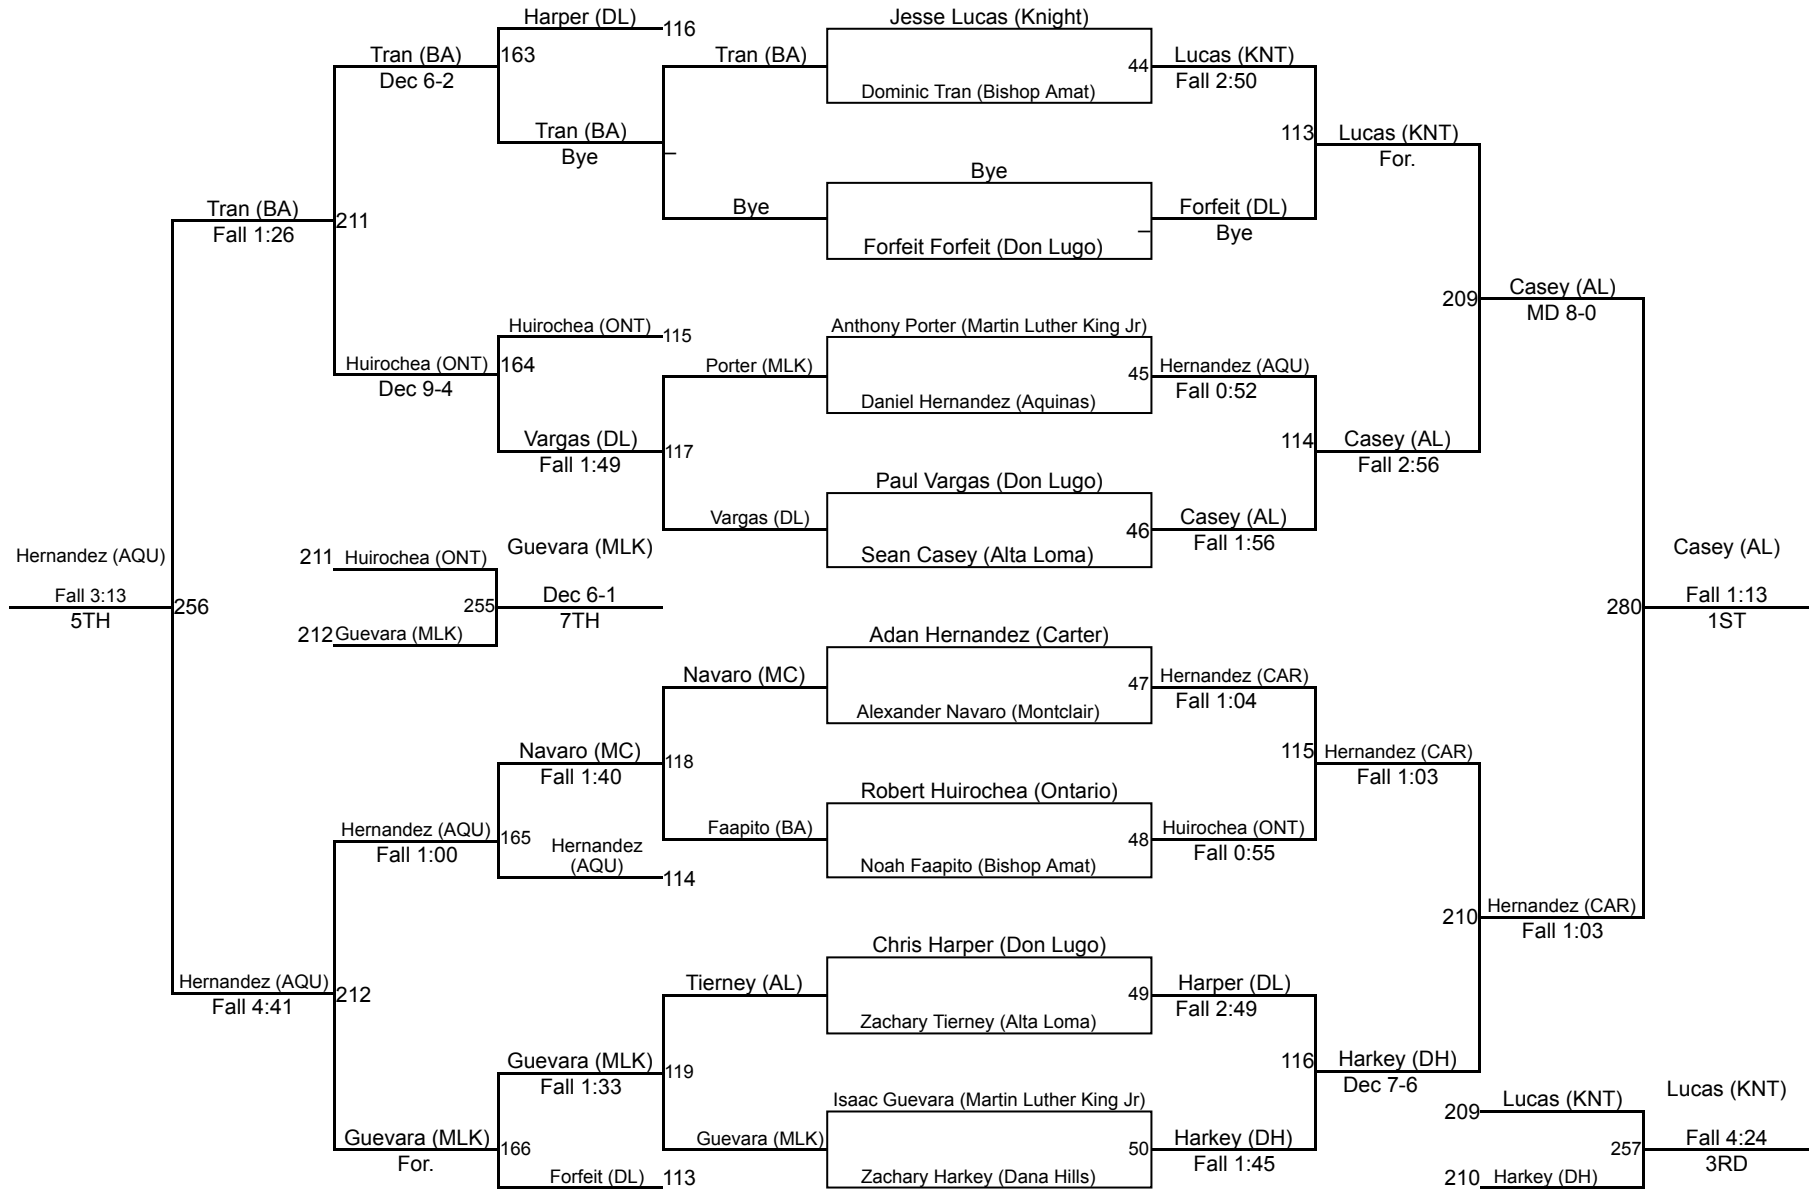 Harper (DL)
116
Tran (BA)
Dec 6-2
163
Tran (BA)
Bye
Tran (BA)
Bye
Tran (BA)
Fall 1:26
211
Huirochea (ONT)
115
Huirochea (ONT)
Dec 9-4
164
Vargas (DL)
Fall 1:49
117
Porter (MLK)
Vargas (DL)
Hernandez (AQU)
Fall 3:13
5TH
256
211
Huirochea (ONT)
212
Guevara (MLK)
255
Guevara (MLK)
Dec 6-1
7TH
Navaro (MC)
Navaro (MC)
Fall 1:40
118
Faapito (BA)
Hernandez (AQU)
Fall 1:00
165
Hernandez
(AQU)
114
Hernandez (AQU)
Fall 4:41
212
Tierney (AL)
Guevara (MLK)
Fall 1:33
119
Guevara (MLK)
Guevara (MLK)
For.
166
Forfeit (DL)
113
Jesse Lucas (Knight)
44
Dominic Tran (Bishop Amat)
Lucas (KNT)
Fall 2:50
Bye
Forfeit Forfeit (Don Lugo)
Forfeit (DL)
Bye
113
Lucas (KNT)
For.
Anthony Porter (Martin Luther King Jr)
45
Daniel Hernandez (Aquinas)
Hernandez (AQU)
Fall 0:52
Paul Vargas (Don Lugo)
46
Sean Casey (Alta Loma)
Casey (AL)
Fall 1:56
114
Casey (AL)
Fall 2:56
209
Casey (AL)
MD 8-0
Adan Hernandez (Carter)
47
Alexander Navaro (Montclair)
Hernandez (CAR)
Fall 1:04
Robert Huirochea (Ontario)
48
Noah Faapito (Bishop Amat)
Huirochea (ONT)
Fall 0:55
115
Hernandez (CAR)
Fall 1:03
Chris Harper (Don Lugo)
49
Zachary Tierney (Alta Loma)
Harper (DL)
Fall 2:49
Isaac Guevara (Martin Luther King Jr)
50
Zachary Harkey (Dana Hills)
Harkey (DH)
Fall 1:45
116
Harkey (DH)
Dec 7-6
210
Hernandez (CAR)
Fall 1:03
280
Casey (AL)
Fall 1:13
1ST
209
Lucas (KNT)
210
Harkey (DH)
257
Lucas (KNT)
Fall 4:24
3RD